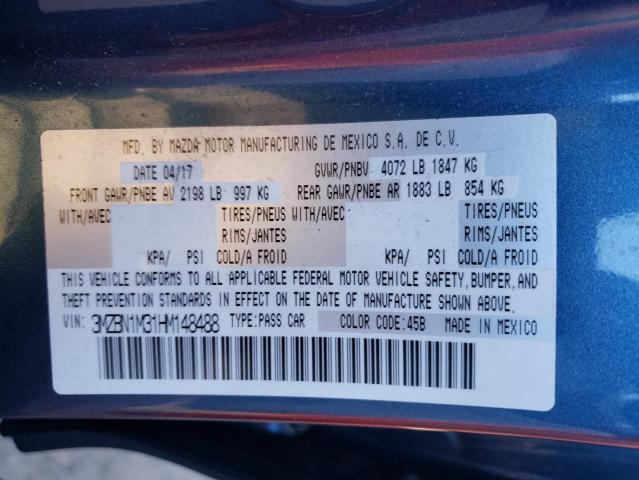 MFD. BY MAZDA MOTOR MANUFACTURING DE MEXICO S.A. DE C.V.
DATE 04/17 GVWR/PNBV 4072 LB 1847 KG
FRONT GAWR/PNBE AV 2198 LB 997 KG REAR GAWR/PNBE AR 1883 LB 854 KG
WITH/AVEC TIRES/PNEUS WITH/AVEC TIRES/PNEUS
RIMS/JANTES RIMS/JANTES
KPA/ PSI COLD/A FROID KPA/ PSI COLD/A FROID
THIS VEHICLE CONFORMS TO ALL APPLICABLE FEDERAL MOTOR VEHICLE SAFETY, BUMPER, AND
THEFT PREVENTION STANDARDS IN EFFECT ON THE DATE OF MANUFACTURE SHOWN ABOVE.
VIN: 3MZBN1M31HM148488 TYPE:PASS CAR COLOR CODE:45B MADE IN MEXICO